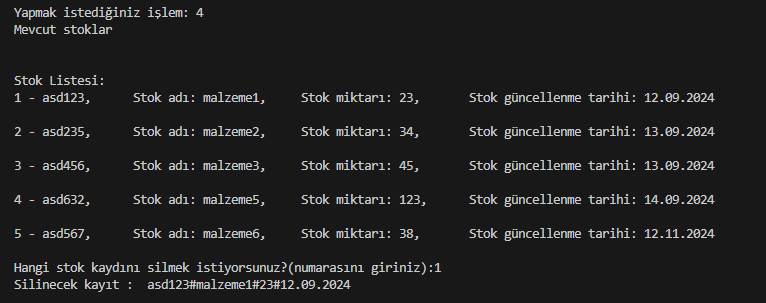 Yapmak istediğiniz işlem: 4
Mevcut stoklar
Stok Listesi:
1 - asd123, Stok adı: malzeme1, Stok miktarı: 23, Stok güncellenme tarihi: 12.09.2024
2 - asd235, Stok adı: malzeme2, Stok miktarı: 34, Stok güncellenme tarihi: 13.09.2024
3 - asd456, Stok adı: malzeme3, Stok miktarı: 45, Stok güncellenme tarihi: 13.09.2024
4 - asd632, Stok adı: malzeme5, Stok miktarı: 123, Stok güncellenme tarihi: 14.09.2024
5 - asd567, Stok adı: malzeme6, Stok miktarı: 38, Stok güncellenme tarihi: 12.11.2024
Hangi stok kaydını silmek istiyorsunuz?(numarasını giriniz):1
Silinecek kayıt :  asd123#malzeme1#23#12.09.2024